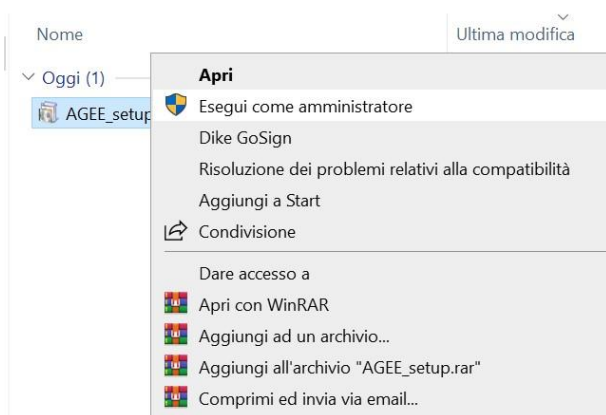 Nome Ultima modifica
Oggi (1)
AGEE_setup
Apri
Esegui come amministratore
Dike GoSign
Risoluzione dei problemi relativi alla compatibilità
Aggiungi a Start
Condivisione
Dare accesso a
Apri con WinRAR
Aggiungi ad un archivio...
Aggiungi all'archivio "AGEE_setup.rar"
Comprimi ed invia via email...